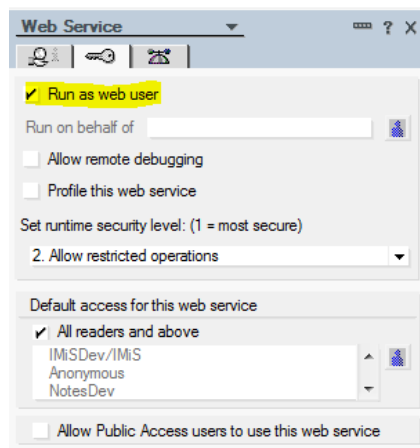 Web Service ? X
Run as web user
Run on behalf of
Allow remote debugging
Profile this web service
Set runtime security level: (1 = most secure)
2. Allow restricted operations
Default access for this web service
All readers and above
IMiSDev/IMiS
Anonymous
NotesDev
Allow Public Access users to use this web service